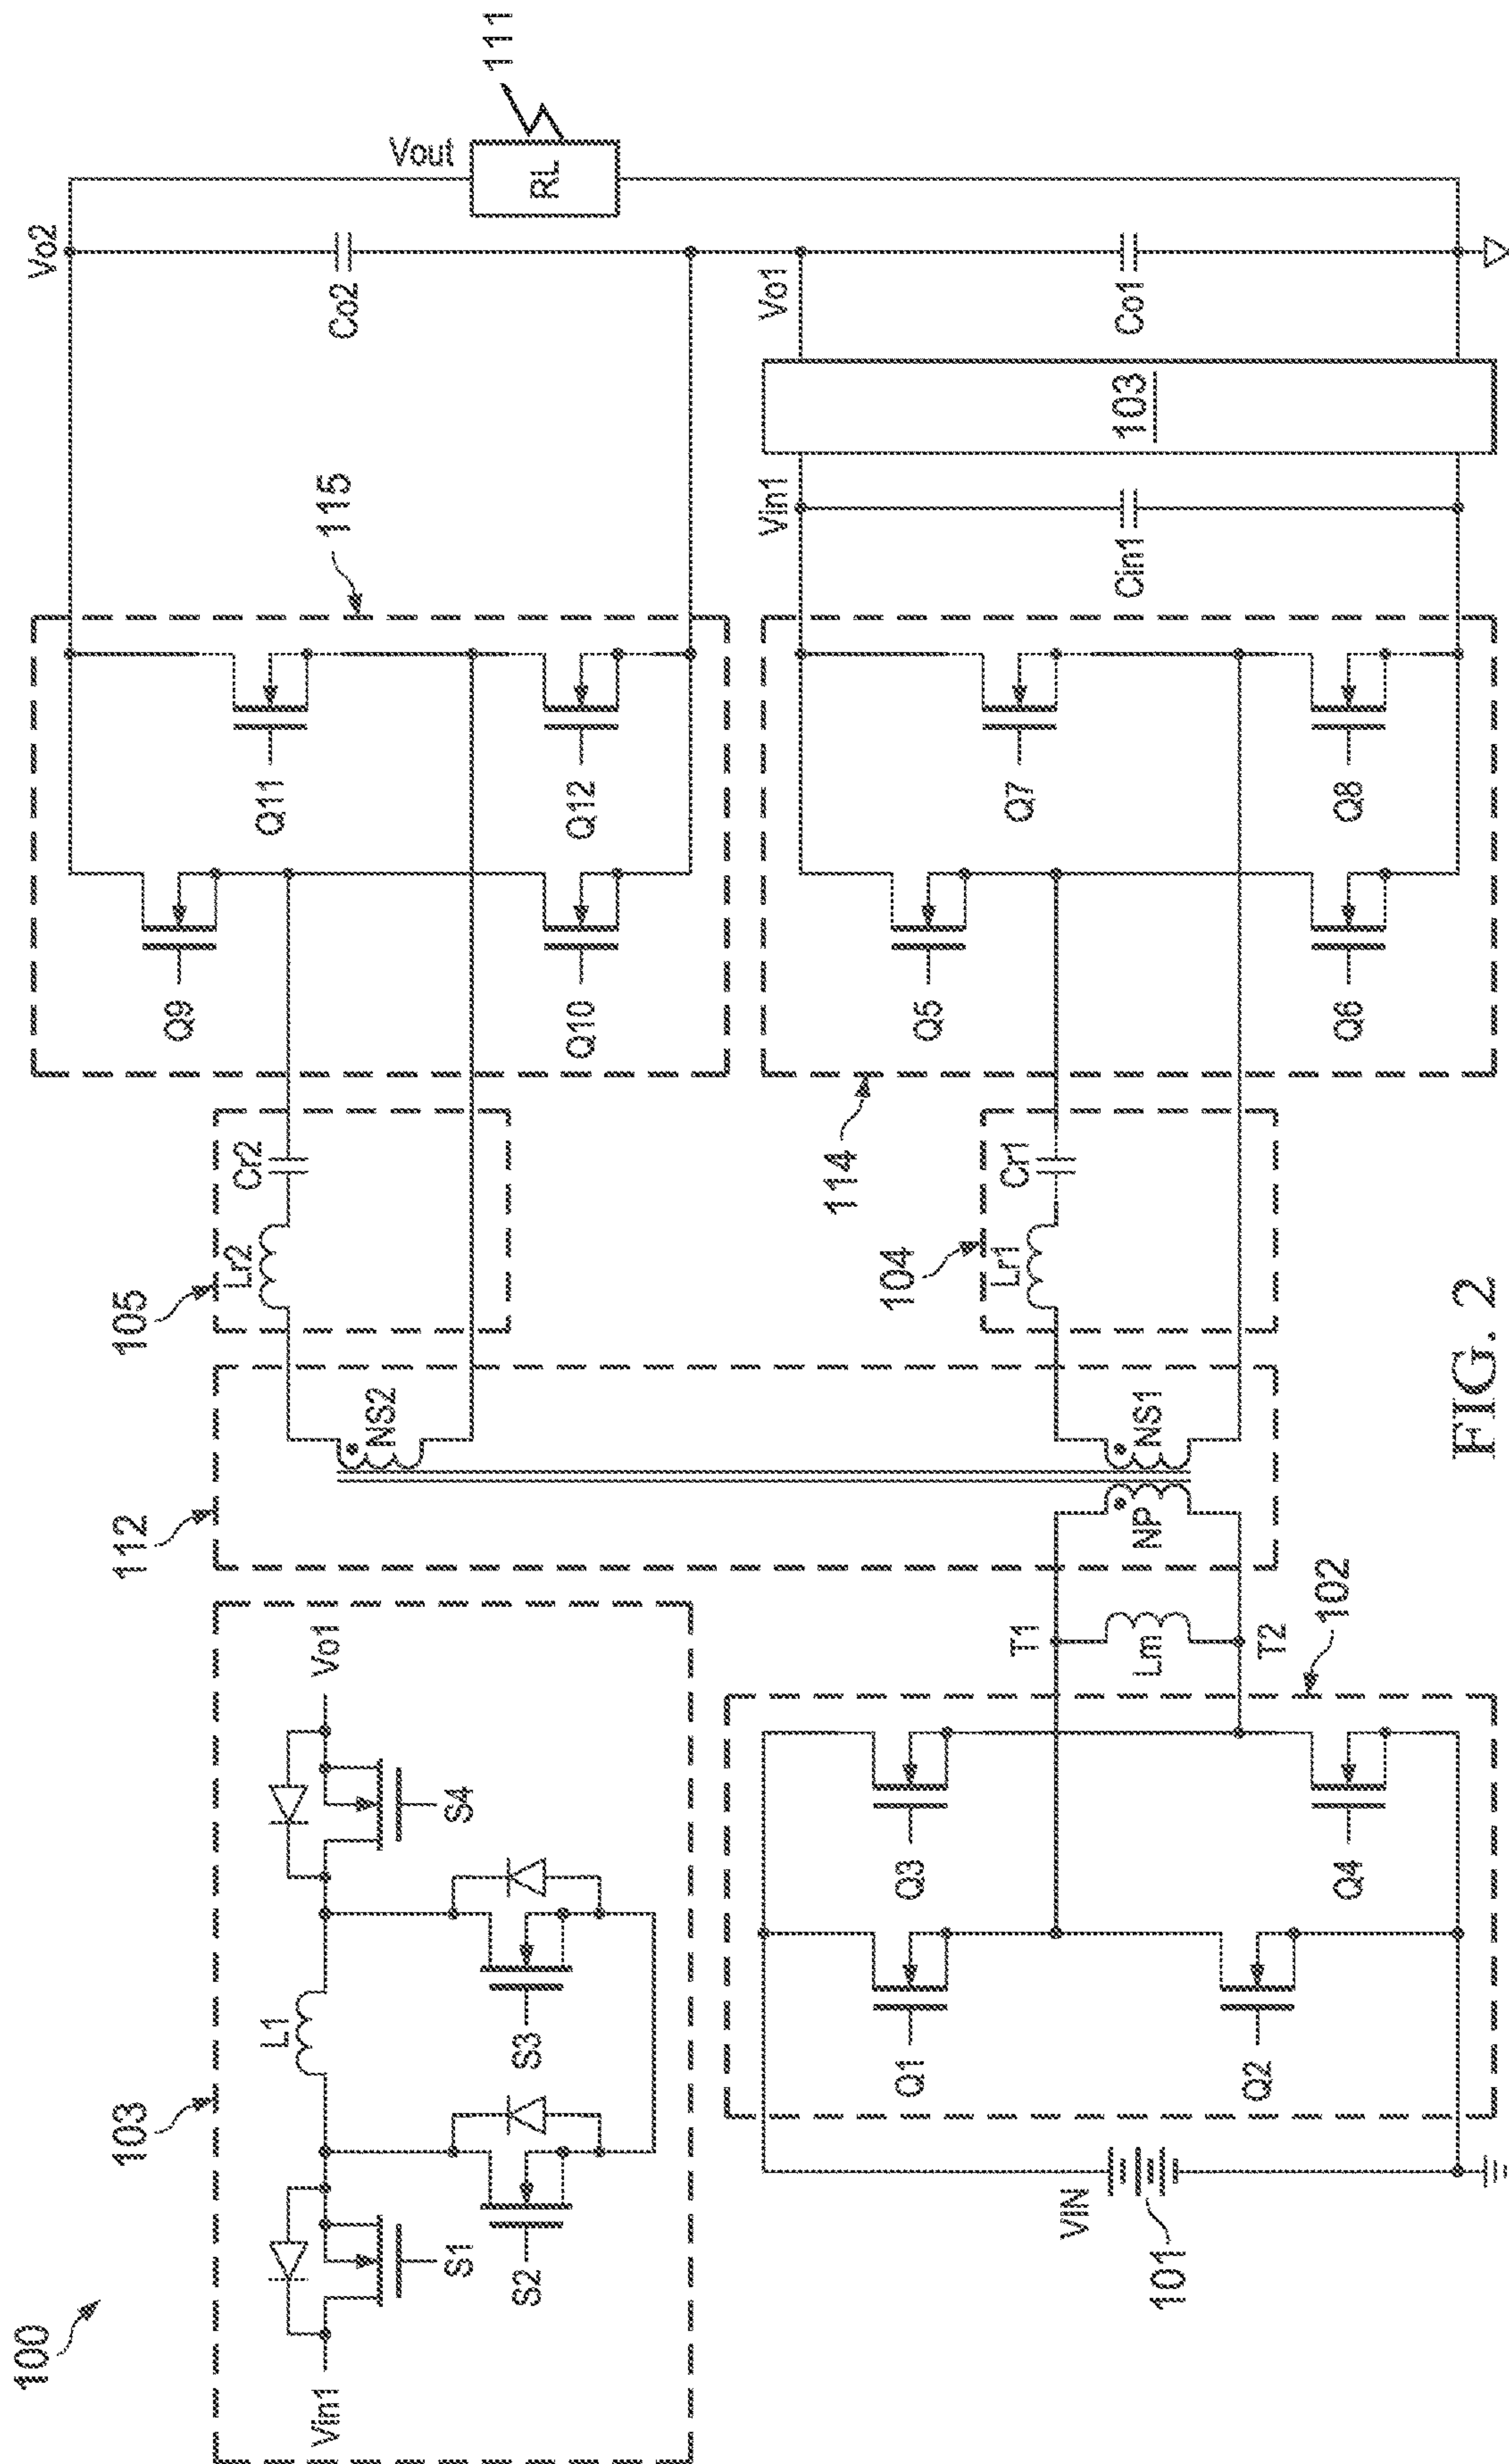 100
103
Vin1
S1
S2
L1
S3
S4
Vo1
112
105
Lr2
Cr2
NS2
115
Q9
Q10
Q11
Q12
Vo2
Co2
Vout
RL
111
101
VIN
102
Q1
Q2
Q3
Q4
T1
Lm
T2
NP
NS1
104
Lr1
Cr1
114
Q5
Q6
Q7
Q8
Vin1
Cin1
103
Vo1
Co1
FIG. 2